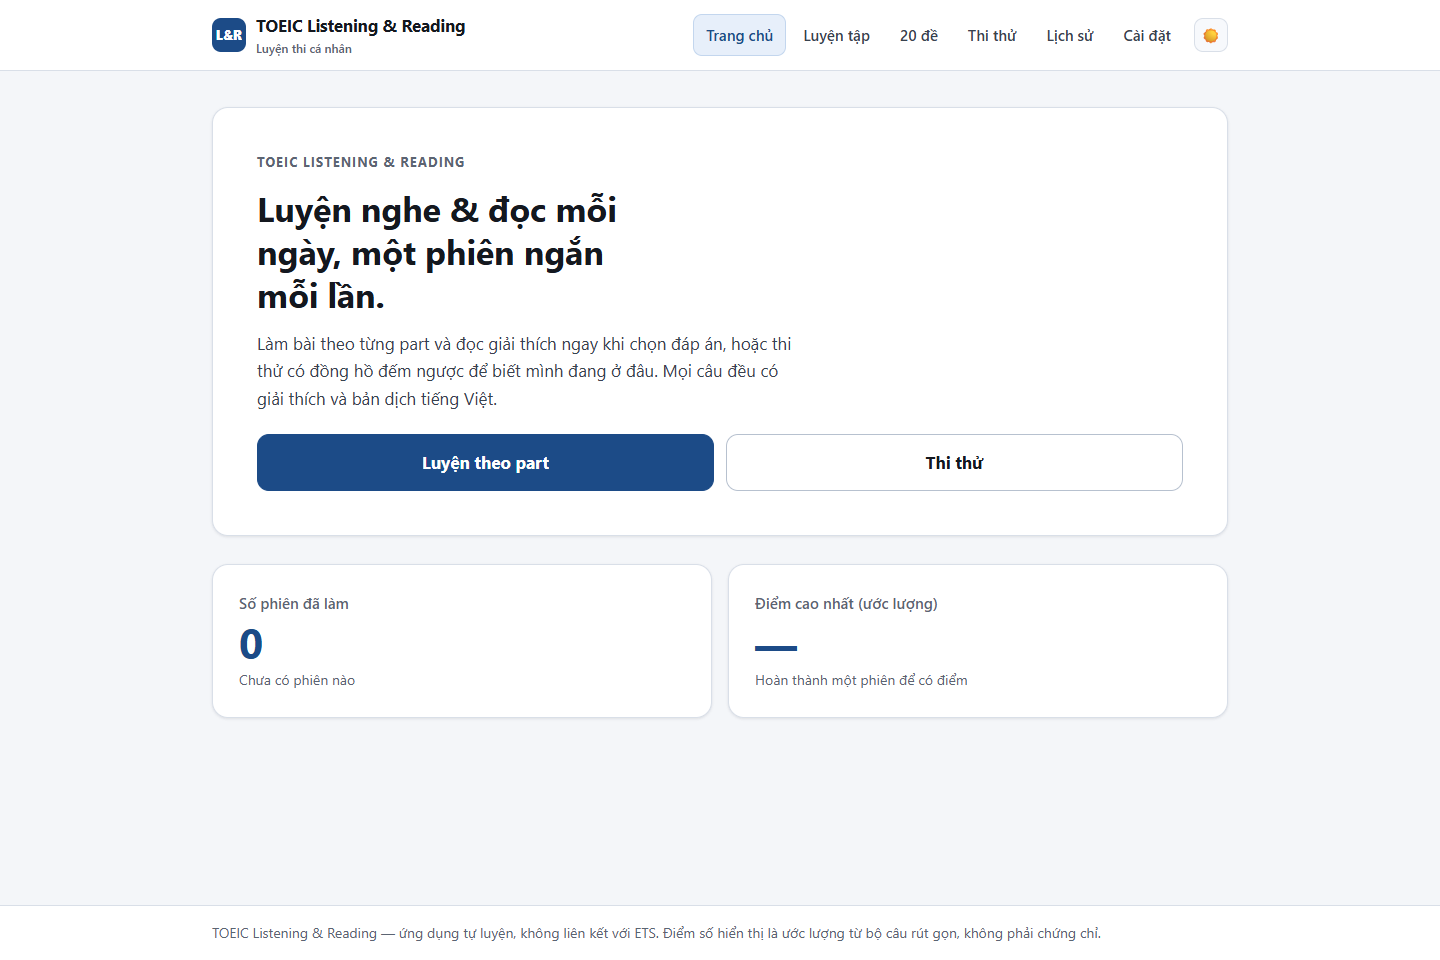 L&R
TOEIC Listening & Reading
Luyện thi cá nhân
Trang chủ
Luyện tập
20 đề
Thi thử
Lịch sử
Cài đặt
TOEIC LISTENING & READING
Luyện nghe & đọc mỗi
ngày, một phiên ngắn
mỗi lần.
Làm bài theo từng part và đọc giải thích ngay khi chọn đáp án, hoặc thi
thử có đồng hồ đếm ngược để biết mình đang ở đâu. Mọi câu đều có
giải thích và bản dịch tiếng Việt.
Luyện theo part
Thi thử
Số phiên đã làm
0
Chưa có phiên nào
Điểm cao nhất (ước lượng)
—
Hoàn thành một phiên để có điểm
TOEIC Listening & Reading — ứng dụng tự luyện, không liên kết với ETS. Điểm số hiển thị là ước lượng từ bộ câu rút gọn, không phải chứng chỉ.